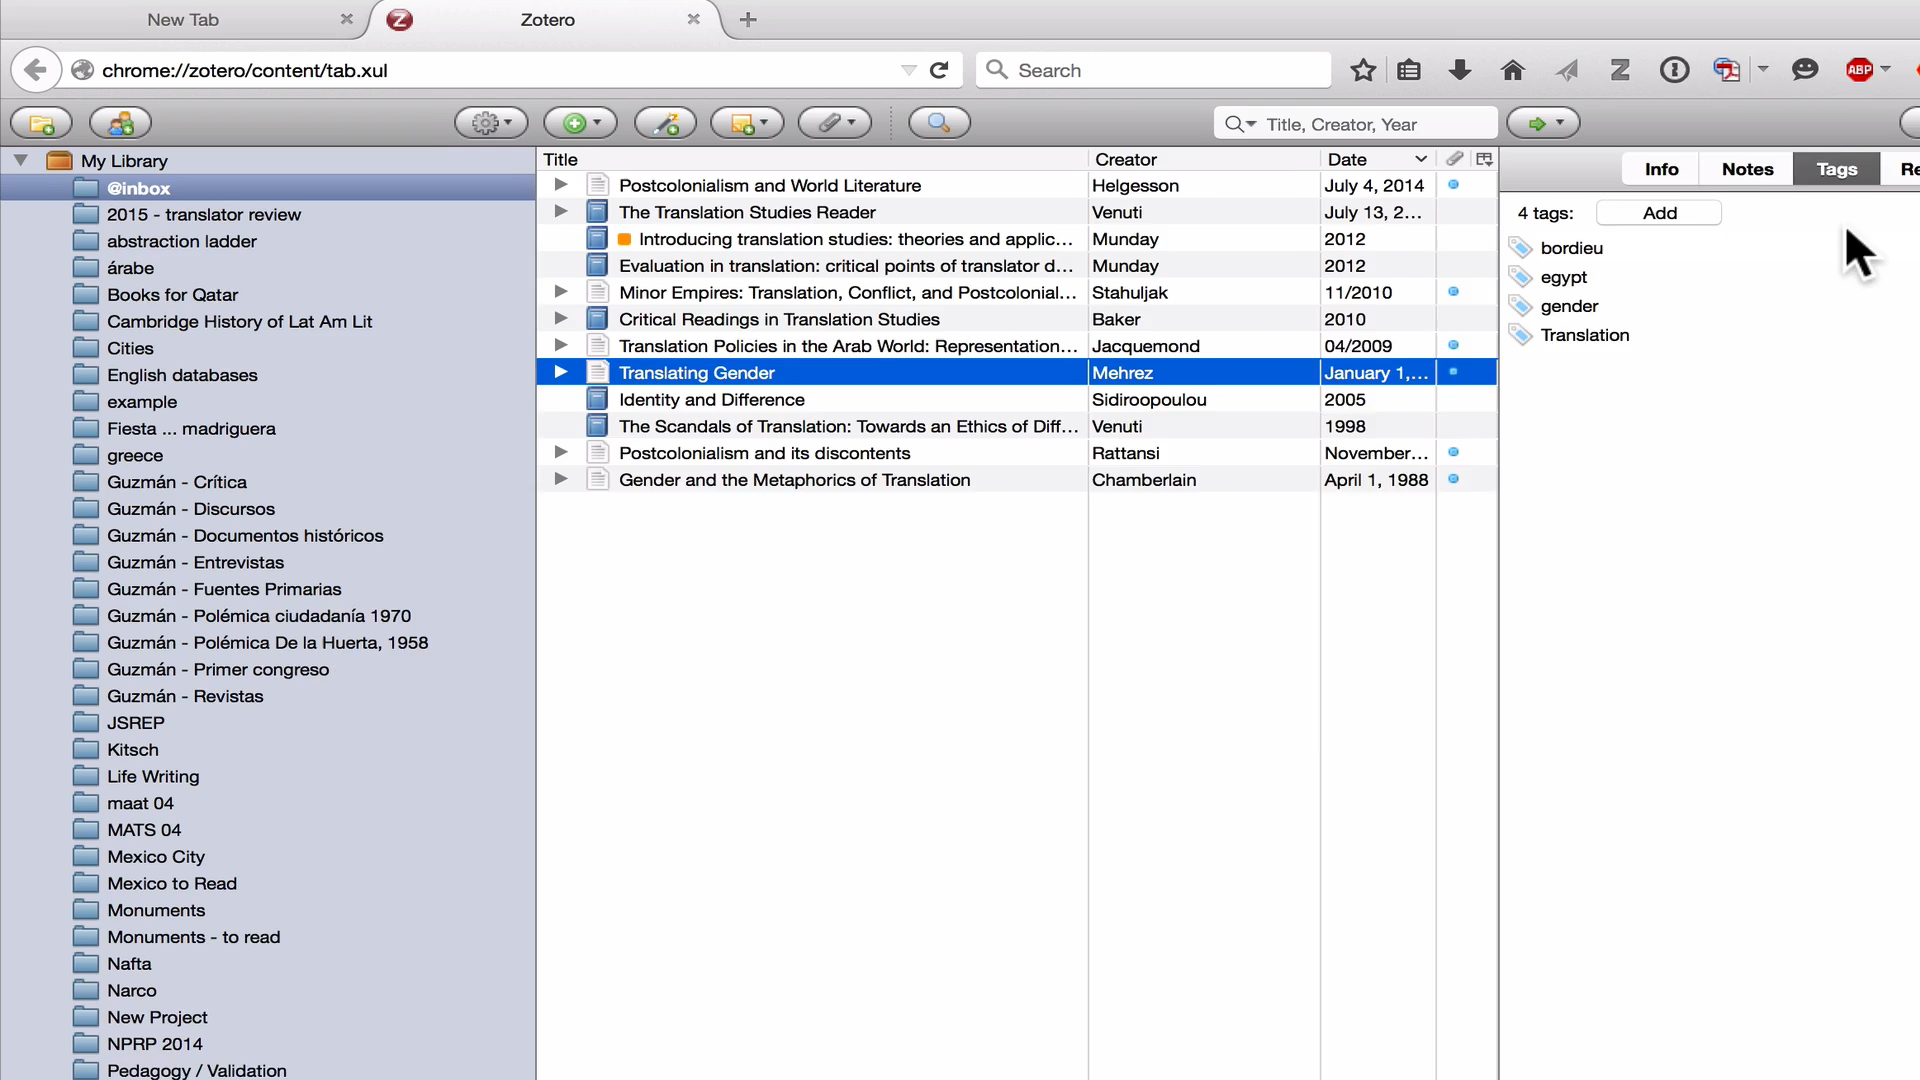 New Tab
Zotero
chrome://zotero/content/tab.xul
Search
Z
ABP
Title, Creator, Year
My Library
@inbox
2015 - translator review
abstraction ladder
árabe
Books for Qatar
Cambridge History of Lat Am Lit
Cities
English databases
example
Fiesta ... madriguera
greece
Guzmán - Crítica
Guzmán - Discursos
Guzmán - Documentos históricos
Guzmán - Entrevistas
Guzmán - Fuentes Primarias
Guzmán - Polémica ciudadanía 1970
Guzmán - Polémica De la Huerta, 1958
Guzmán - Primer congreso
Guzmán - Revistas
JSREP
Kitsch
Life Writing
maat 04
MATS 04
Mexico City
Mexico to Read
Monuments
Monuments - to read
Nafta
Narco
New Project
NPRP 2014
Pedagogy / Validation
Title Creator Date
Postcolonialism and World Literature Helgesson July 4, 2014
The Translation Studies Reader Venuti July 13, 2...
Introducing translation studies: theories and applic... Munday 2012
Evaluation in translation: critical points of translator d... Munday 2012
Minor Empires: Translation, Conflict, and Postcolonial... Stahuljak 11/2010
Critical Readings in Translation Studies Baker 2010
Translation Policies in the Arab World: Representation... Jacquemond 04/2009
Translating Gender Mehrez January 1,...
Identity and Difference Sidiroopoulou 2005
The Scandals of Translation: Towards an Ethics of Diff... Venuti 1998
Postcolonialism and its discontents Rattansi November...
Gender and the Metaphorics of Translation Chamberlain April 1, 1988
Info Notes Tags Re
4 tags: Add
bordieu
egypt
gender
Translation